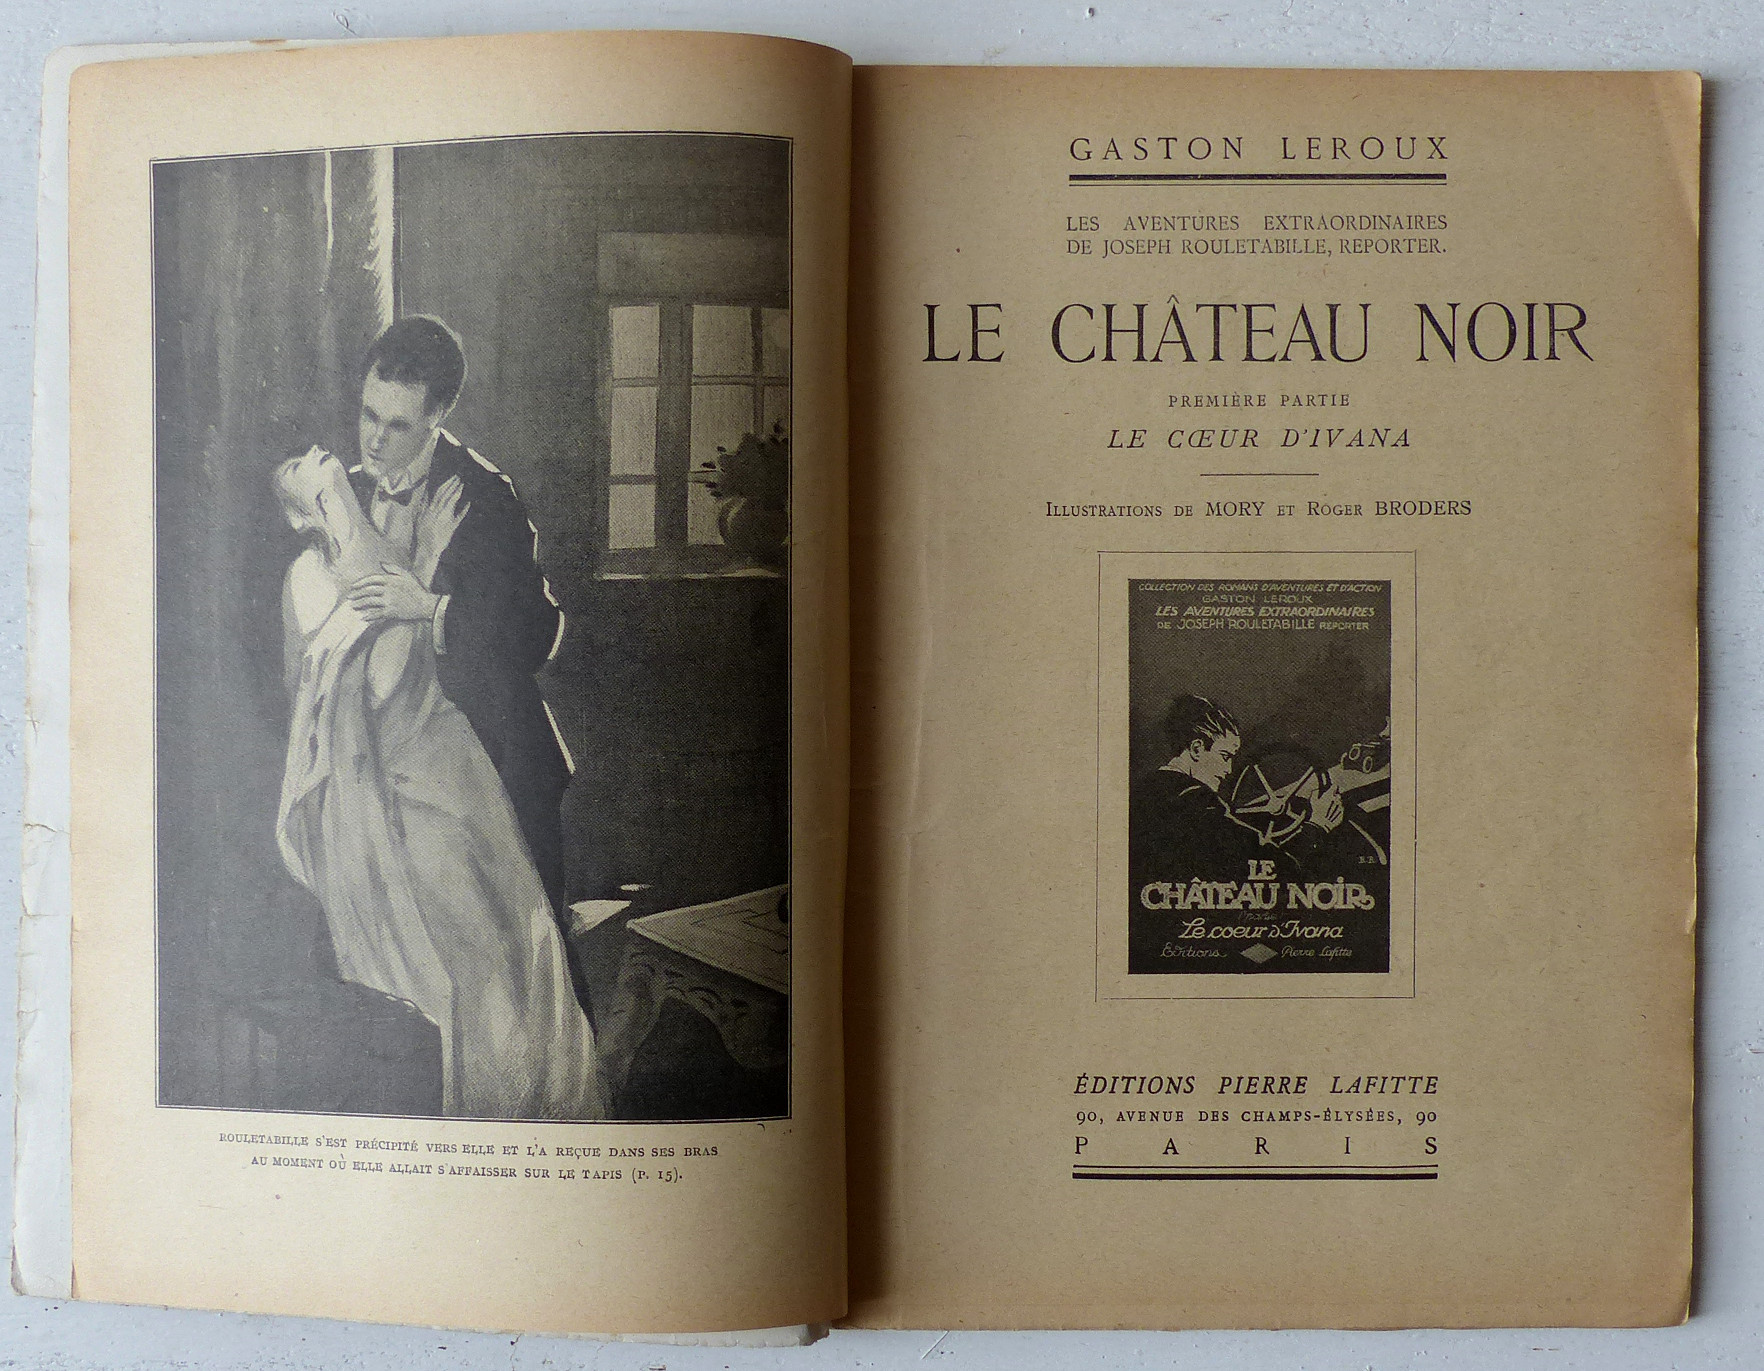 ROULETABILLE S'EST PRÉCIPITÉ VERS ELLE ET L'A REÇUE DANS SES BRAS
AU MOMENT OÙ ELLE ALLAIT S'AFFAISSER SUR LE TAPIS (P. 15).
GASTON LEROUX
LES AVENTURES EXTRAORDINAIRES
DE JOSEPH ROULETABILLE, REPORTER.
LE CHÂTEAU NOIR
PREMIÈRE PARTIE
LE CŒUR D'IVANA
ILLUSTRATIONS DE MORY ET ROGER BRODERS
COLLECTION DES ROMANS D'AVENTURES ET D'ACTION
GASTON LEROUX
LES AVENTURES EXTRAORDINAIRES
DE JOSEPH ROULETABILLE REPORTER
R.B.
LE
CHÂTEAU NOIR
Le coeur d'Ivana
Editions Pierre Lafitte
ÉDITIONS PIERRE LAFITTE
90, AVENUE DES CHAMPS-ÉLYSÉES, 90
PARIS